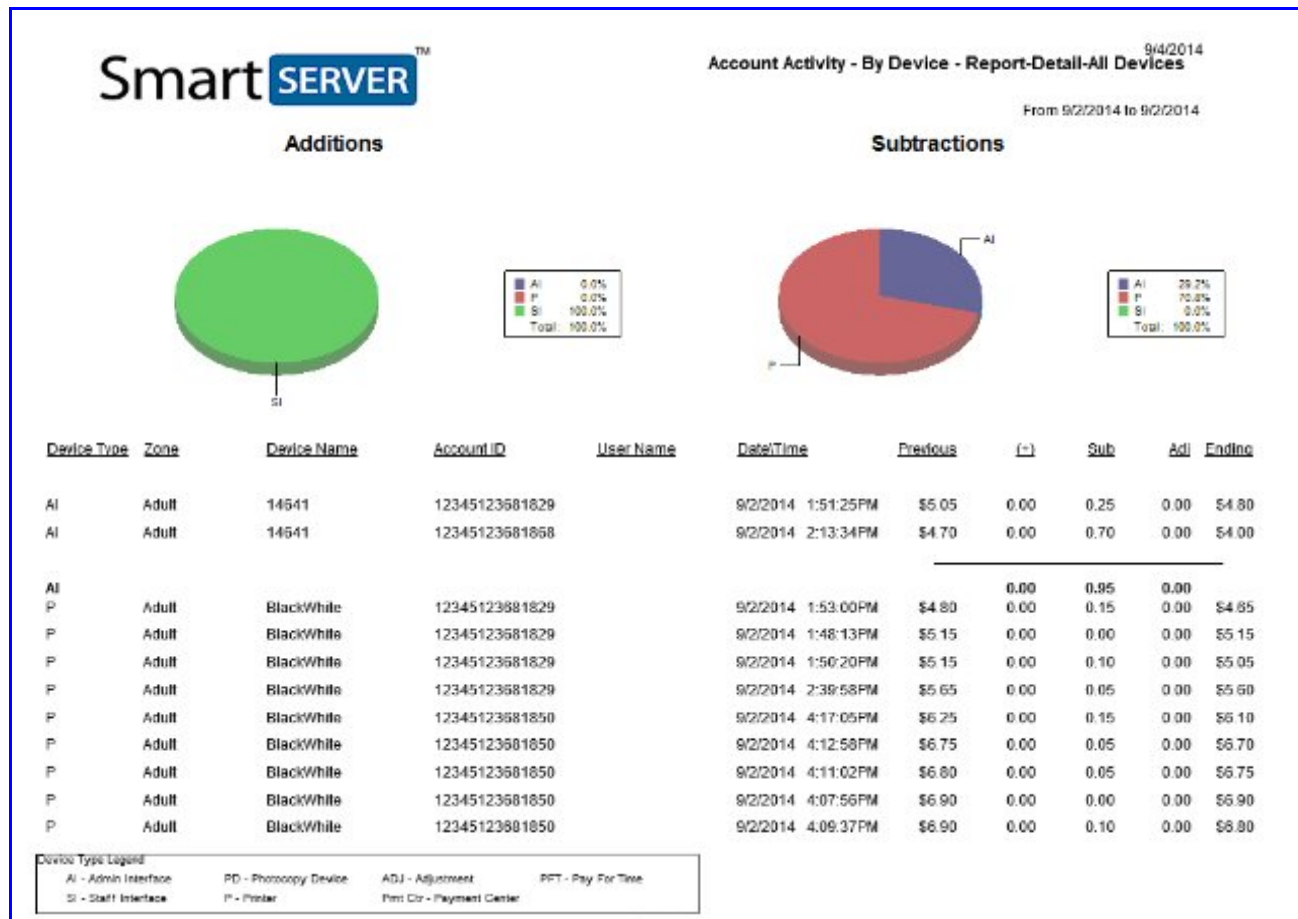 Smart SERVER™
9/4/2014
Account Activity - By Device - Report-Detail-All Devices
From 9/2/2014 to 9/2/2014
Additions
Subtractions
AI 0.0%
P 0.0%
SI 100.0%
Total: 100.0%
SI
AI
P
AI 29.2%
P 70.8%
SI 0.0%
Total: 100.0%
Device Type Zone Device Name Account ID User Name Date\Time Previous (+) Sub Adj Ending
AI Adult 14641 12345123681829 9/2/2014 1:51:25PM $5.05 0.00 0.25 0.00 $4.80
AI Adult 14641 12345123681868 9/2/2014 2:13:34PM $4.70 0.00 0.70 0.00 $4.00
AI 0.00 0.95 0.00
P Adult BlackWhite 12345123681829 9/2/2014 1:53:00PM $4.80 0.00 0.15 0.00 $4.65
P Adult BlackWhite 12345123681829 9/2/2014 1:48:13PM $5.15 0.00 0.00 0.00 $5.15
P Adult BlackWhite 12345123681829 9/2/2014 1:50:20PM $5.15 0.00 0.10 0.00 $5.05
P Adult BlackWhite 12345123681829 9/2/2014 2:39:58PM $5.65 0.00 0.05 0.00 $5.60
P Adult BlackWhite 12345123681850 9/2/2014 4:17:05PM $6.25 0.00 0.15 0.00 $6.10
P Adult BlackWhite 12345123681850 9/2/2014 4:12:58PM $6.75 0.00 0.05 0.00 $6.70
P Adult BlackWhite 12345123681850 9/2/2014 4:11:02PM $6.80 0.00 0.05 0.00 $6.75
P Adult BlackWhite 12345123681850 9/2/2014 4:07:56PM $6.90 0.00 0.00 0.00 $6.90
P Adult BlackWhite 12345123681850 9/2/2014 4:09:37PM $6.90 0.00 0.10 0.00 $6.80
Device Type Legend
AI - Admin Interface PD - Photocopy Device ADJ - Adjustment PFT - Pay For Time
SI - Staff Interface P - Printer Pmt Ctr - Payment Center